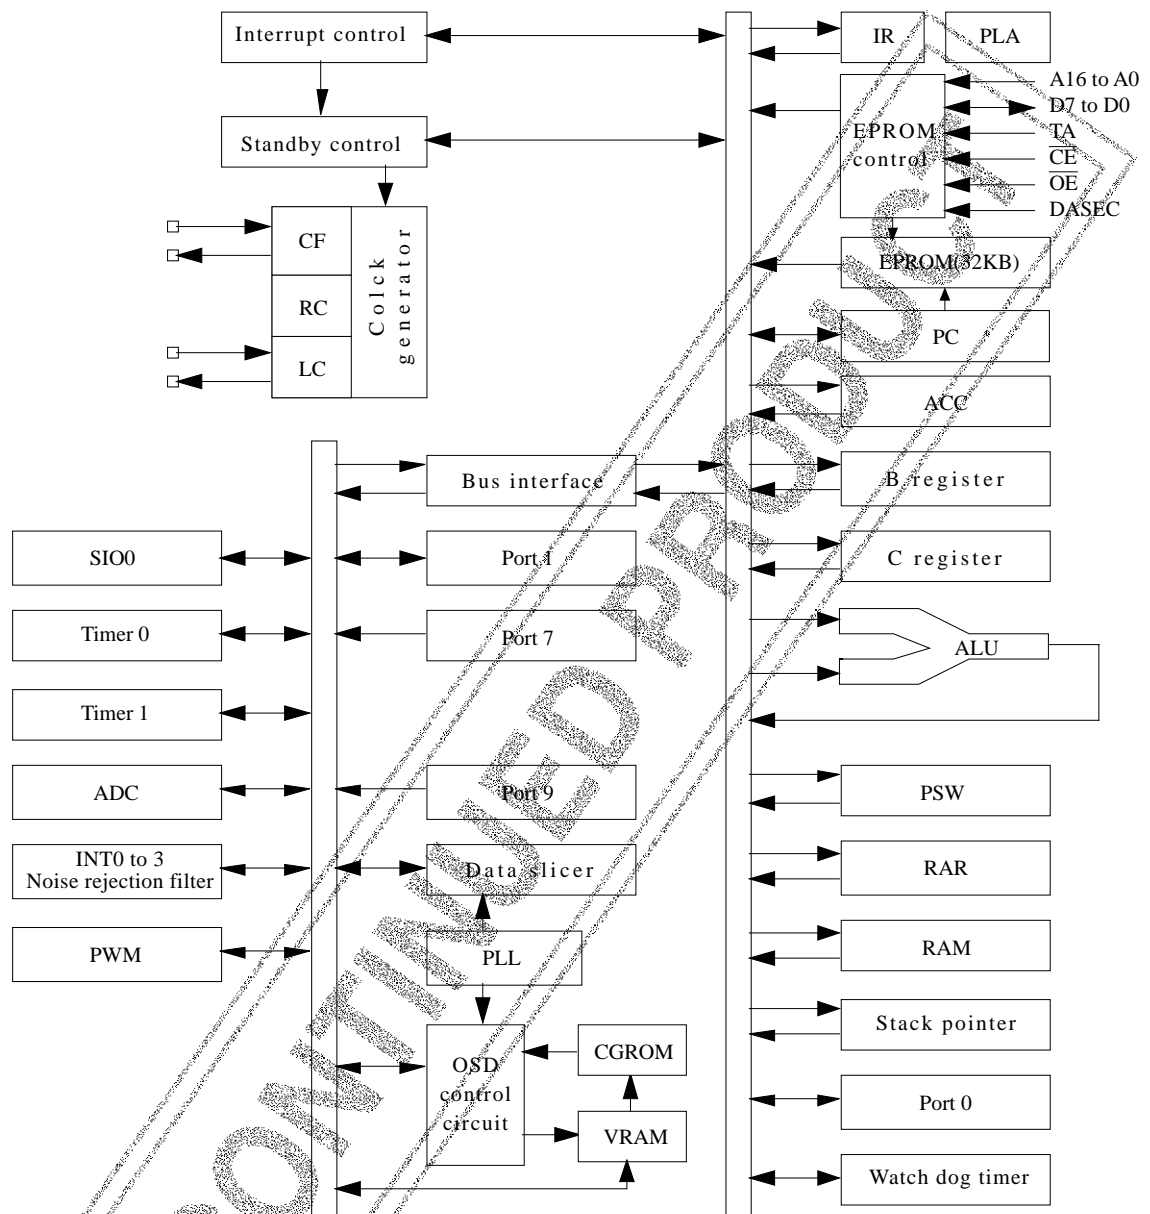 Interrupt control
IR
PLA
A16 to A0
D7 to D0
TA
CE
OE
DASEC
EPROM
control
Standby control
EPROM(32KB)
CF
RC
LC
Colck
generator
PC
ACC
Bus interface
B register
SIO0
Port 1
C register
Timer 0
Port 7
ALU
Timer 1
ADC
Port 9
PSW
INT0 to 3
Noise rejection filter
Data slicer
RAR
PWM
PLL
RAM
OSD
control
circuit
CGROM
VRAM
Stack pointer
Port 0
Watch dog timer
ONTINUED PRODUCT